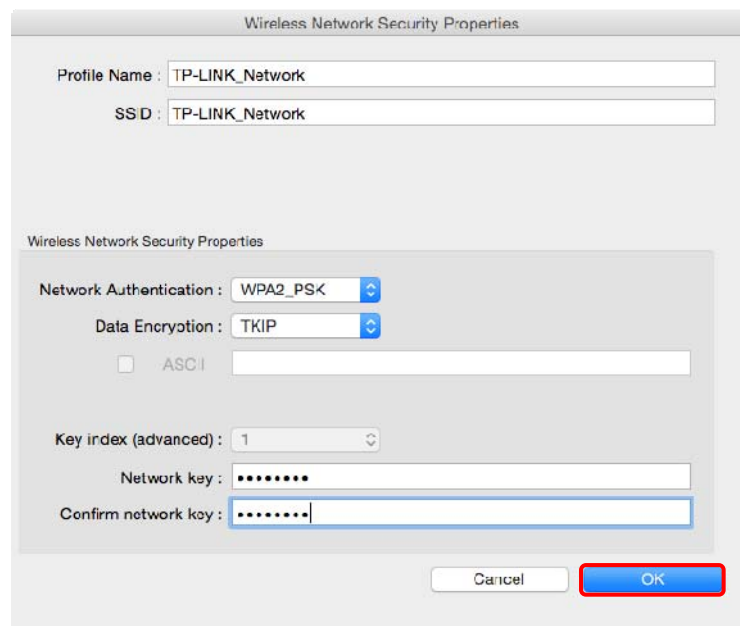 Wireless Network Security Properties
Profile Name : TP-LINK_Network
SSID : TP-LINK_Network
Wireless Network Security Properties
Network Authentication : WPA2_PSK
Data Encryption : TKIP
ASCII
Key index (advanced) : 1
Network key : ••••••••
Confirm network key : ••••••••
Cancel OK